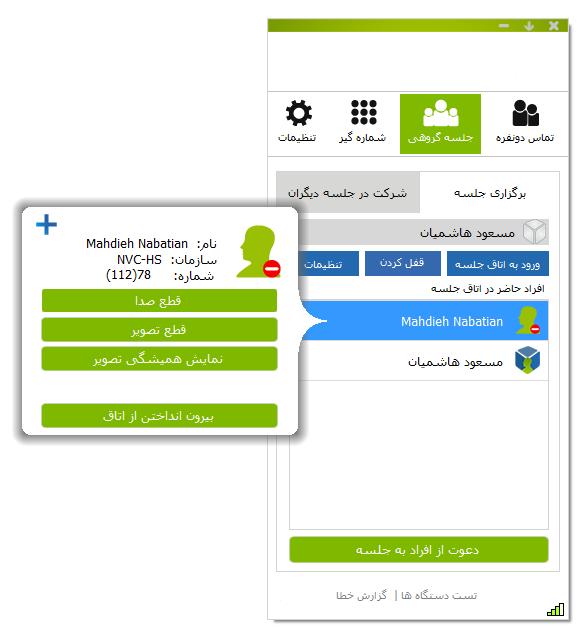 تماس دونفره
جلسه گروهی
شماره گیر
تنظیمات
برگزاری جلسه
شرکت در جلسه دیگران
مسعود هاشمیان
ورود به اتاق جلسه
قفل کردن
تنظیمات
افراد حاضر در اتاق جلسه
Mahdieh Nabatian
مسعود هاشمیان
دعوت از افراد به جلسه
تست دستگاه ها | گزارش خطا
نام: Mahdieh Nabatian
سازمان: NVC-HS
شماره: 78(112)
قطع صدا
قطع تصویر
نمایش همیشگی تصویر
بیرون انداختن از اتاق